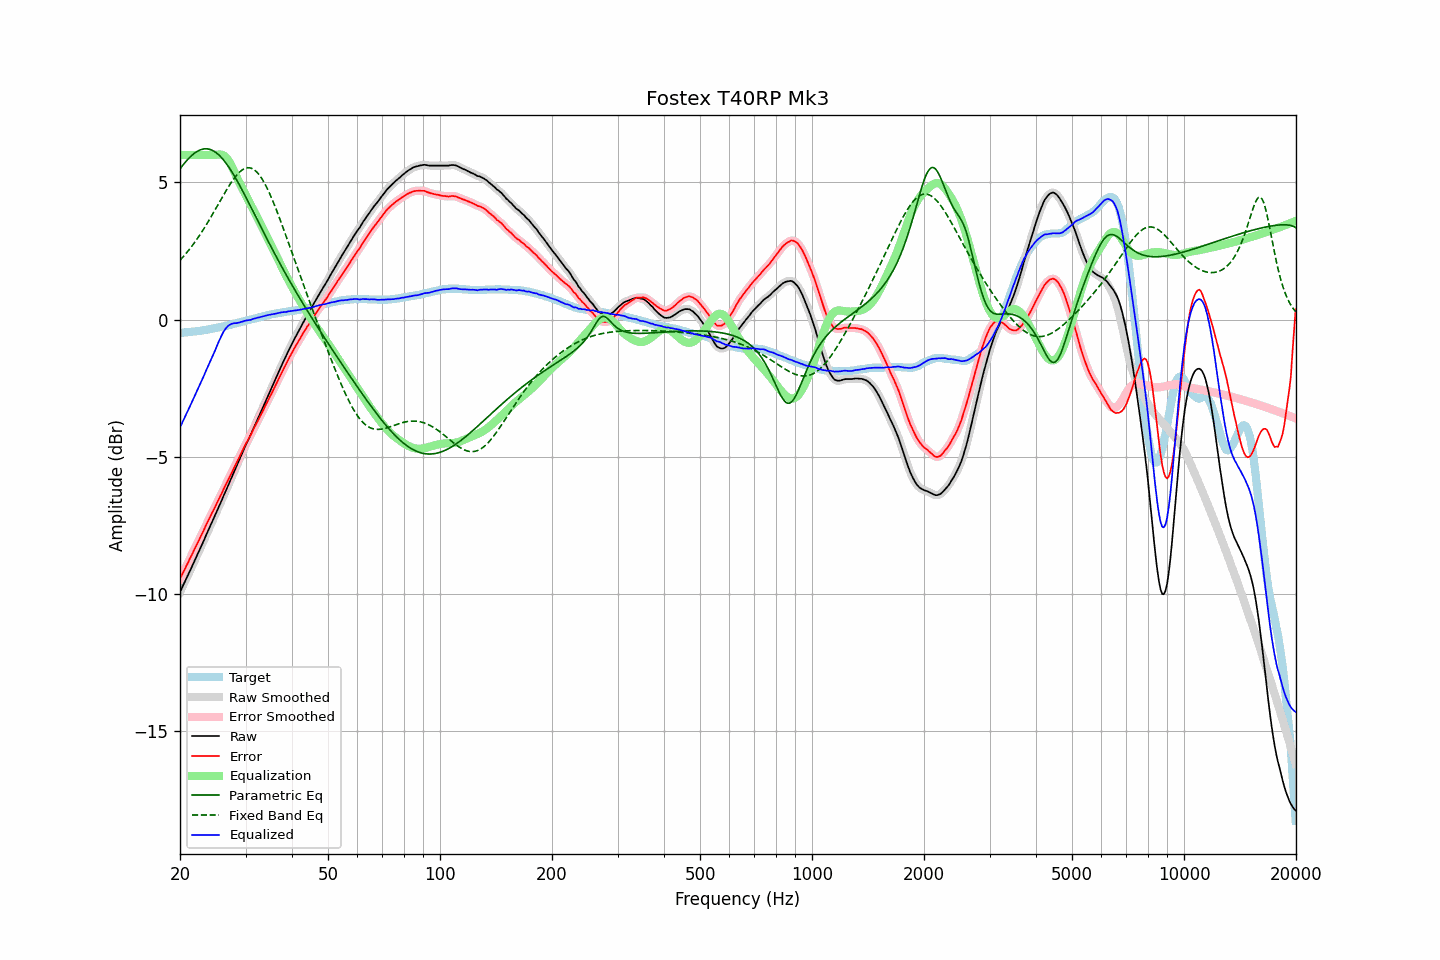 Fostex T40RP Mk3
Amplitude (dBr)
5
0
−5
−10
−15
Target
Raw Smoothed
Error Smoothed
Raw
Error
Equalization
Parametric Eq
Fixed Band Eq
Equalized
20 50 100 200 500 1000 2000 5000 10000 20000
Frequency (Hz)